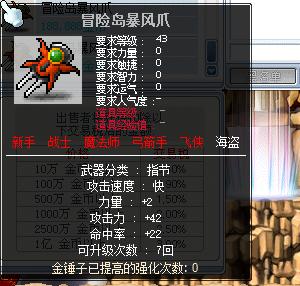 冒险岛暴风爪
要求等级: 43
要求力量: -
要求敏捷: -
要求智力: -
要求运气: -
要求人气度: -
新手 战士 魔法师 弓箭手 飞侠 海盗
武器分类 : 指节
攻击速度 : 快
力量 : +2
攻击力 : +42
命中率 : +22
可升级次数 : 7回
金锤子已提高的强化次数: 0